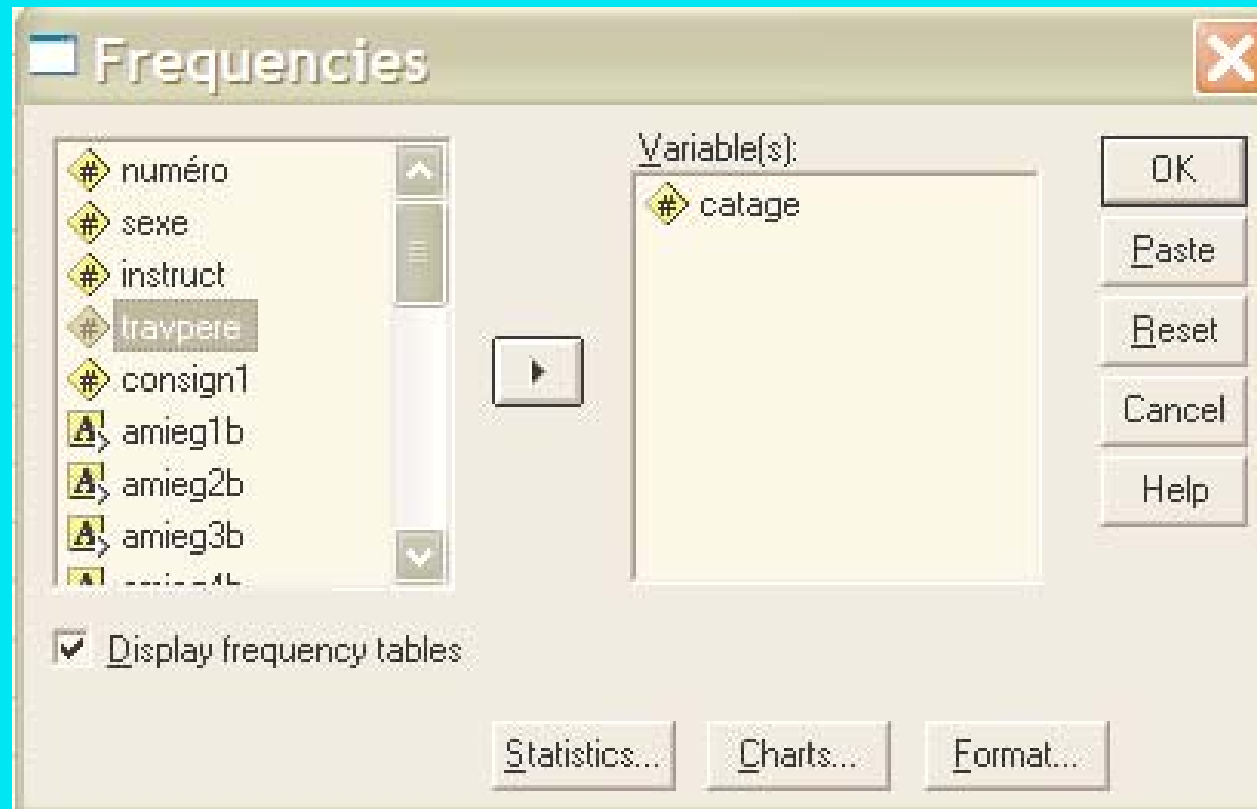 Frequencies
numéro
sexe
instruct
travpere
consign1
amieg1b
amieg2b
amieg3b
Variable(s):
catage
OK
Paste
Reset
Cancel
Help
Display frequency tables
Statistics...
Charts...
Format...